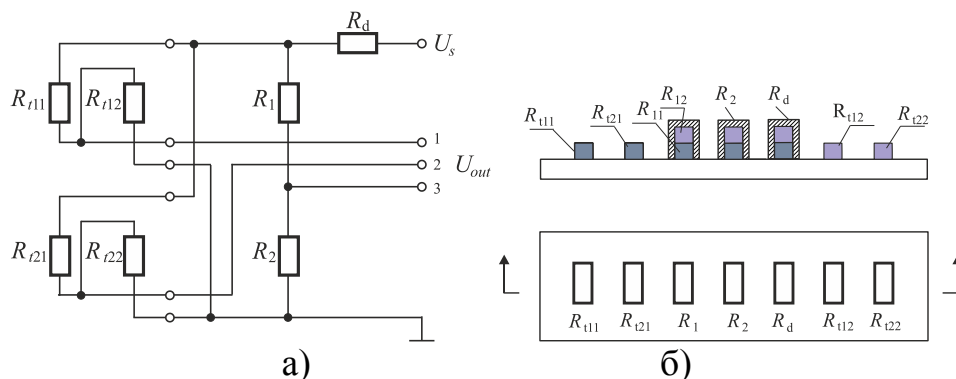 R_d
U_s
R_t11
R_t12
R_1
1
2
U_out
3
R_t21
R_t22
R_2
а)
R_t11
R_t21
R_11
R_12
R_2
R_d
R_t12
R_t22
R_t11
R_t21
R_1
R_2
R_d
R_t12
R_t22
б)